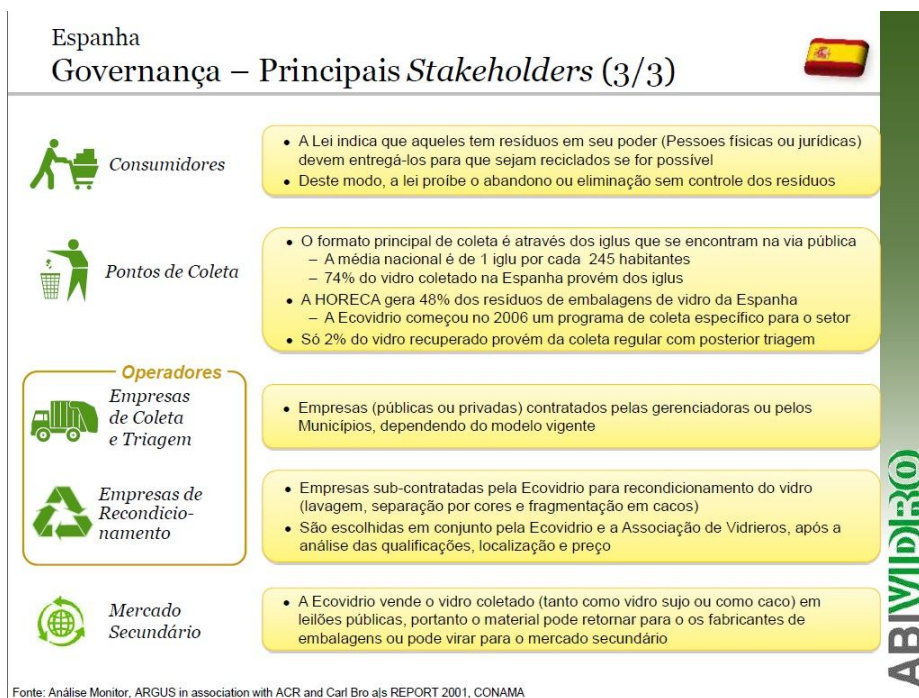 Espanha
Governança – Principais Stakeholders (3/3)
Consumidores
• A Lei indica que aqueles tem resíduos em seu poder (Pessoes físicas ou jurídicas)
devem entregá-los para que sejam reciclados se for possível
• Deste modo, a lei proíbe o abandono ou eliminação sem controle dos resíduos
Pontos de Coleta
• O formato principal de coleta é através dos iglus que se encontram na via pública
– A média nacional é de 1 iglu por cada 245 habitantes
– 74% do vidro coletado na Espanha provém dos iglus
• A HORECA gera 48% dos resíduos de embalagens de vidro da Espanha
– A Ecovidrio começou no 2006 um programa de coleta específico para o setor
• Só 2% do vidro recuperado provém da coleta regular com posterior triagem
Operadores
Empresas
de Coleta
e Triagem
• Empresas (públicas ou privadas) contratados pelas gerenciadoras ou pelos
Municípios, dependendo do modelo vigente
Empresas de
Recondicio-
namento
• Empresas sub-contratadas pela Ecovidrio para recondicionamento do vidro
(lavagem, separação por cores e fragmentação em cacos)
• São escolhidas em conjunto pela Ecovidrio e a Associação de Vidrieros, após a
análise das qualificações, localização e preço
Mercado
Secundário
• A Ecovidrio vende o vidro coletado (tanto como vidro sujo ou como caco) em
leilões públicas, portanto o material pode retornar para o os fabricantes de
embalagens ou pode virar para o mercado secundário
Fonte: Análise Monitor, ARGUS in association with ACR and Carl Bro a|s REPORT 2001, CONAMA
ABIVIDRO